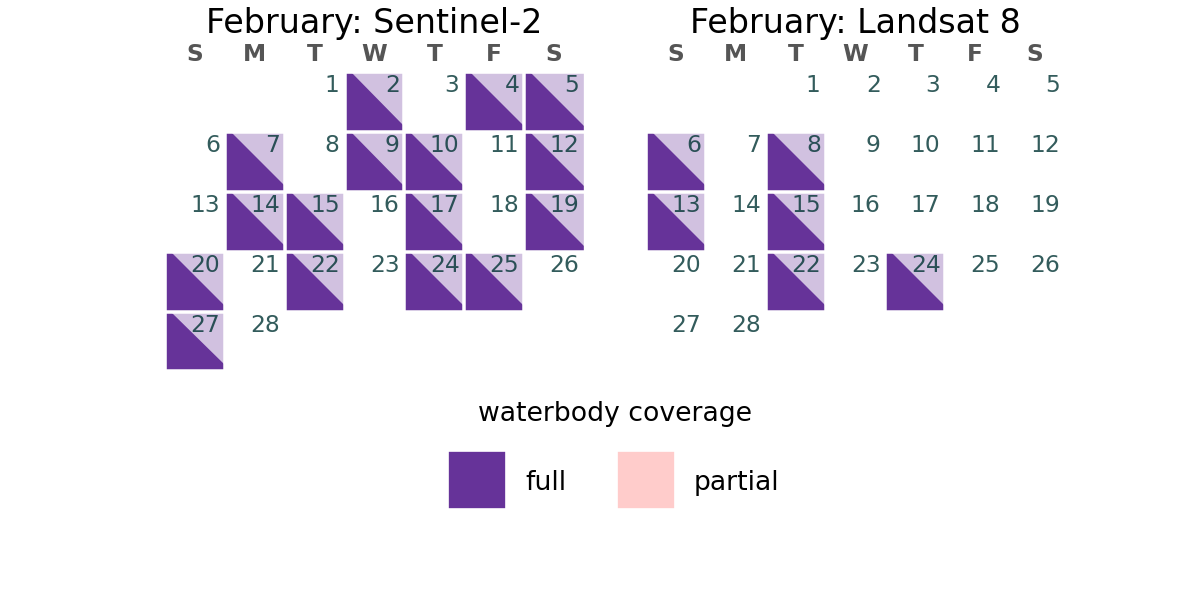 February: Sentinel-2
S M T W T F S
1 2 3 4 5
6 7 8 9 10 11 12
13 14 15 16 17 18 19
20 21 22 23 24 25 26
27 28
February: Landsat 8
S M T W T F S
1 2 3 4 5
6 7 8 9 10 11 12
13 14 15 16 17 18 19
20 21 22 23 24 25 26
27 28
waterbody coverage
full partial